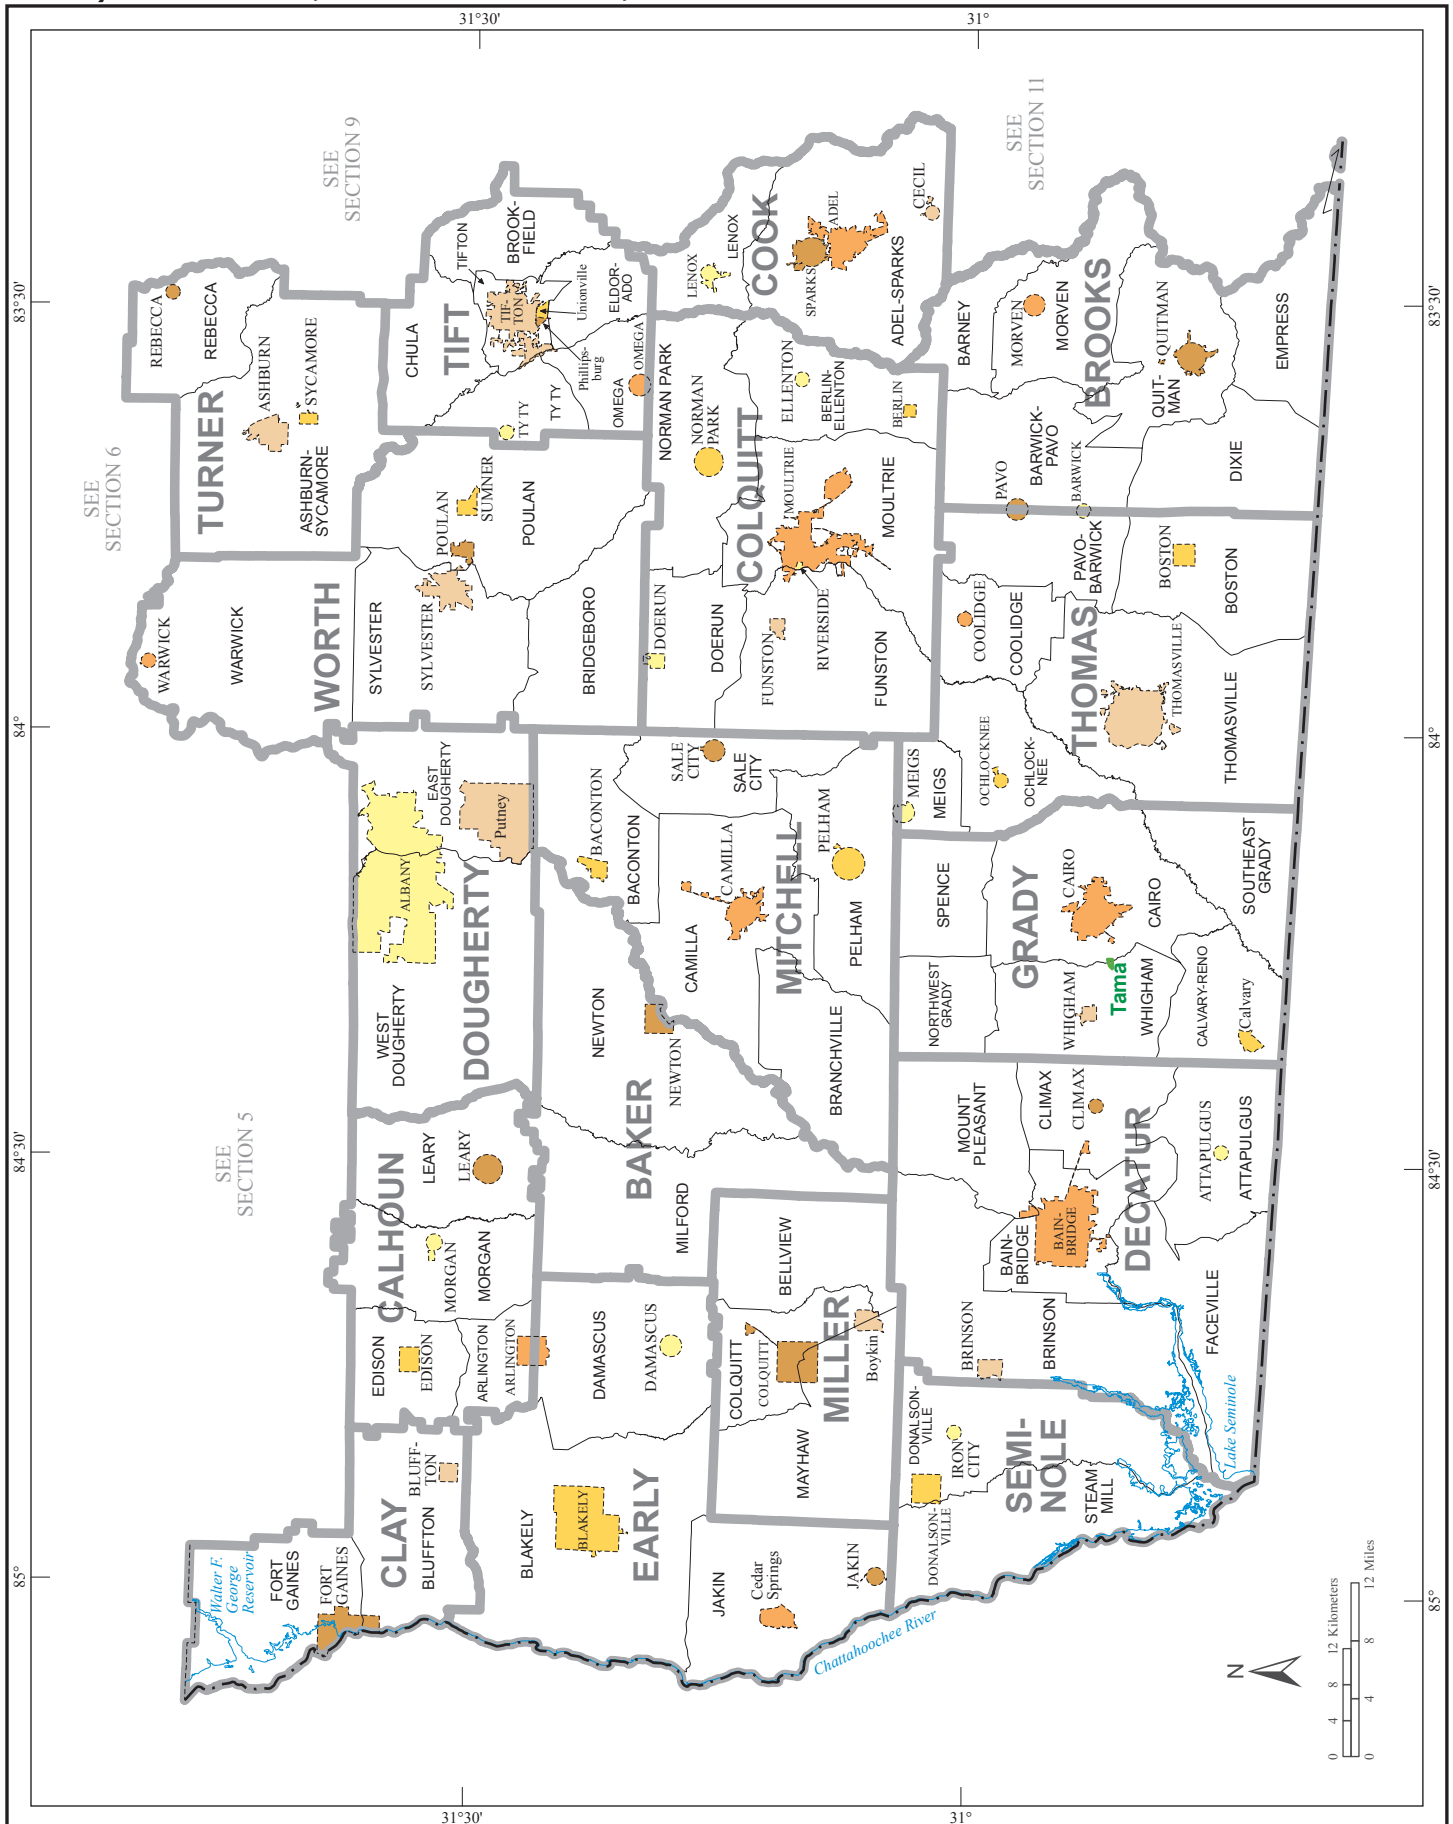 31°30'
31°
SEE
SECTION 9
SEE
SECTION 11
SEE
SECTION 6
SEE
SECTION 5
83°30'
84°
84°30'
85°
83°30'
84°
84°30'
85°
31°30'
31°
TURNER
REBECCA
REBECCA
ASHBURN
SYCAMORE
ASHBURN-
SYCAMORE
TIFT
CHULA
TIFTON
BROOK-
FIELD
TIF-
TON
Unionville
Phillips-
burg
ELDOR-
ADO
OMEGA
OMEGA
TY TY
TY TY
COOK
LENOX
LENOX
SPARKS
ADEL
CECIL
ADEL-SPARKS
WORTH
WARWICK
WARWICK
SYLVESTER
SYLVESTER
POULAN
SUMNER
POULAN
BRIDGEBORO
COLQUITT
NORMAN PARK
NORMAN
PARK
ELLENTON
BERLIN-
ELLENTON
BERLIN
MOULTRIE
MOULTRIE
DOERUN
DOERUN
FUNSTON
RIVERSIDE
FUNSTON
BROOKS
BARNEY
MORVEN
MORVEN
QUITMAN
QUIT-
MAN
EMPRESS
BARWICK-
PAVO
PAVO
BARWICK
DIXIE
THOMAS
PAVO-
BARWICK
BOSTON
BOSTON
COOLIDGE
COOLIDGE
THOMASVILLE
THOMASVILLE
OCHLOCKNEE
OCHLOCK-
NEE
MEIGS
MEIGS
DOUGHERTY
EAST
DOUGHERTY
Putney
ALBANY
WEST
DOUGHERTY
MITCHELL
SALE
CITY
SALE
CITY
BACONTON
BACONTON
CAMILLA
CAMILLA
PELHAM
PELHAM
BRANCHVILLE
GRADY
SPENCE
CAIRO
CAIRO
SOUTHEAST
GRADY
NORTHWEST
GRADY
WHIGHAM
Tama
WHIGHAM
CALVARY-RENO
Calvary
BAKER
NEWTON
NEWTON
MILFORD
CALHOUN
LEARY
LEARY
MORGAN
MORGAN
EDISON
EDISON
ARLINGTON
ARLINGTON
DECATUR
MOUNT
PLEASANT
CLIMAX
CLIMAX
ATTAPULGUS
ATTAPULGUS
BAIN-
BRIDGE
BAIN-
BRIDGE
BRINSON
BRINSON
FACEVILLE
Lake Seminole
MILLER
BELLVIEW
COLQUITT
COLQUITT
Boykin
MAYHAW
EARLY
DAMASCUS
DAMASCUS
BLAKELY
BLAKELY
JAKIN
Cedar
Springs
JAKIN
CLAY
BLUFF-
TON
BLUFFTON
FORT
GAINES
FORT
GAINES
Walter F.
George
Reservoir
SEMI-
NOLE
DONALSON-
VILLE
IRON
CITY
DONALSON-
VILLE
STEAM
MILL
Chattahoochee River
N
0 4 8 12 Kilometers
0 4 8 12 Miles